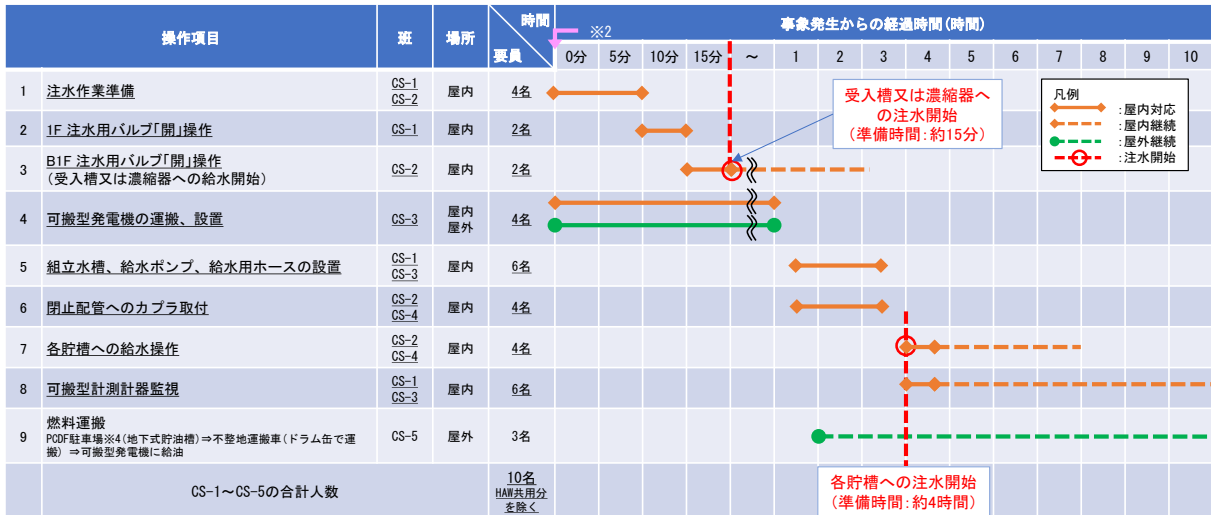 操作項目
班
場所
時間
要員
※2
事象発生からの経過時間(時間)
0分 5分 10分 15分 ～ 1 2 3 4 5 6 7 8 9 10
1 注水作業準備 CS-1 CS-2 屋内 4名
2 1F 注水用バルブ「開」操作 CS-1 屋内 2名
3 B1F 注水用バルブ「開」操作
(受入槽又は濃縮器への給水開始) CS-2 屋内 2名
4 可搬型発電機の運搬、設置 CS-3 屋内 屋外 4名
5 組立水槽、給水ポンプ、給水用ホースの設置 CS-1 CS-3 屋内 6名
6 閉止配管へのカプラ取付 CS-2 CS-4 屋内 4名
7 各貯槽への給水操作 CS-2 CS-4 屋内 4名
8 可搬型計測計器監視 CS-1 CS-3 屋内 6名
9 燃料運搬
PCDF駐車場※4(地下式貯油槽)⇒不整地運搬車(ドラム缶で運
搬) ⇒可搬型発電機に給油 CS-5 屋外 3名
CS-1～CS-5の合計人数
10名
HAW共用分
を除く
受入槽又は濃縮器へ
の注水開始
(準備時間:約15分)
凡例
:屋内対応
:屋内継続
:屋外継続
:注水開始
各貯槽への注水開始
(準備時間:約4時間)